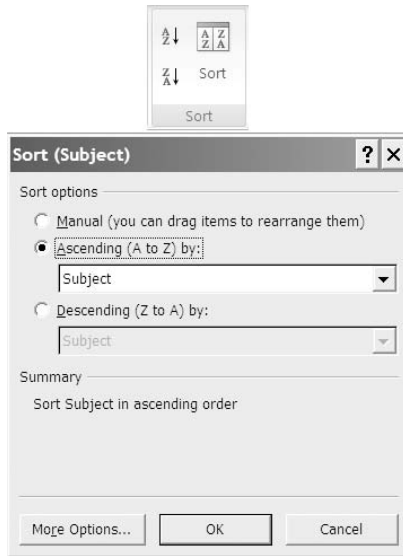 A Z A Z Z A
Z A Sort
Sort
Sort (Subject) ? ×
Sort options
Manual (you can drag items to rearrange them)
Ascending (A to Z) by:
Subject
Descending (Z to A) by:
Subject
Summary
Sort Subject in ascending order
More Options... OK Cancel